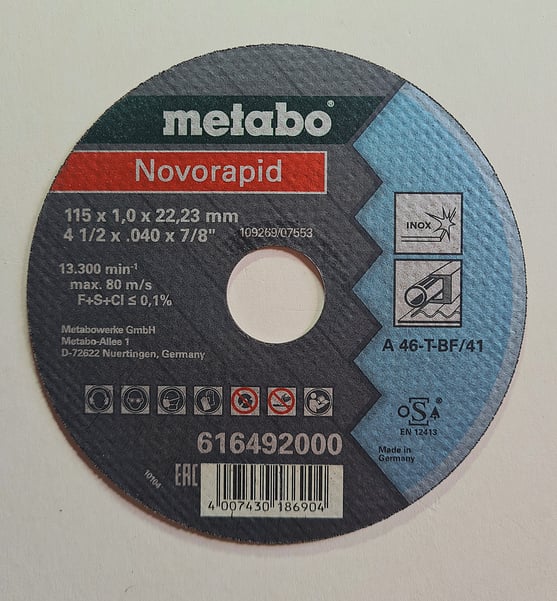 metabo®
Novorapid
115 x 1,0 x 22,23 mm
4 1/2 x .040 x 7/8"
109269/07553
13.300 min⁻¹
max. 80 m/s
F+S+Cl ≤ 0,1%
INOX
A 46-T-BF/41
Metabowerke GmbH
Metabo-Allee 1
D-72622 Nuertingen, Germany
oSA
EN 12413
616492000
Made in
Germany
10104
EAC
4 007430 186904